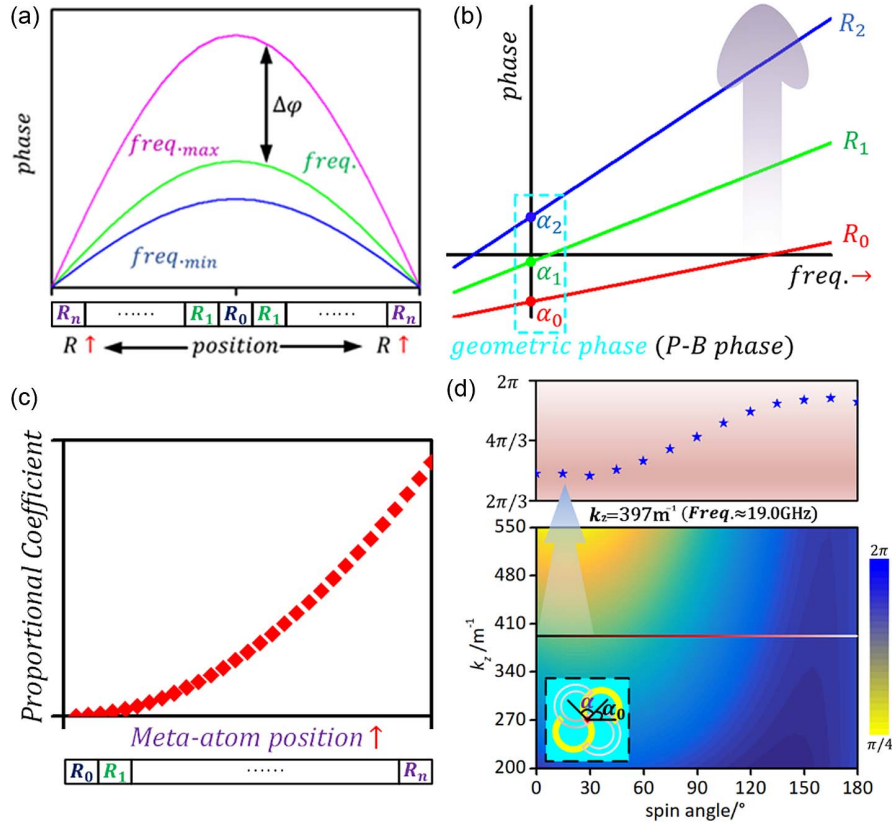 (a)
phase
freq.max
freq.
Δφ
freq.min
Rn ...... R1 R0 R1 ...... Rn
R ↑ position R ↑
(b)
phase
R2
R1
R0
α2
α1
α0
freq.→
geometric phase (P-B phase)
(c)
Proportional Coefficient
Meta-atom position ↑
R0 R1 ...... Rn
(d)
2π
4π/3
2π/3
kz=397m⁻¹ (Freq.≈19.0GHz)
kz /m⁻¹
550
480
410
340
270
200
α
α0
0 30 60 90 120 150 180
spin angle/°
2π
π/4